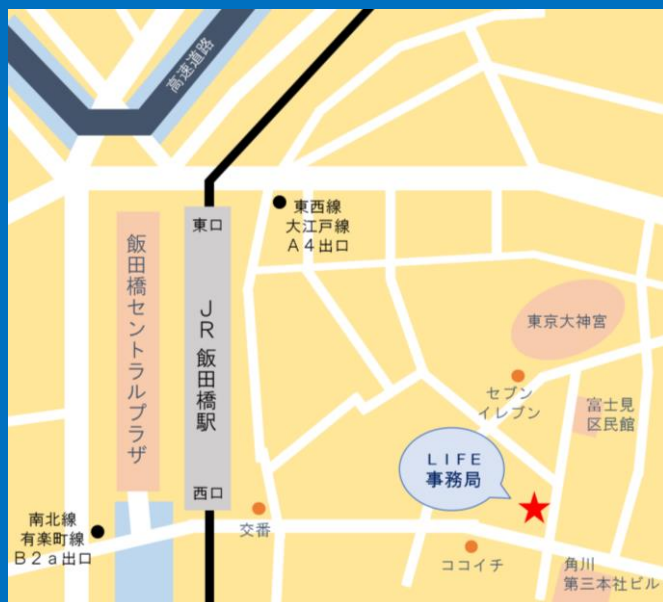 高速道路
東口
東西線
大江戸線
A4出口
飯田橋セントラルプラザ
JR 飯田橋駅
東京大神宮
セブン
イレブン
富士見
区民館
LIFE
事務局
西口
南北線
有楽町線
B2a出口
交番
ココイチ
角川
第三本社ビル